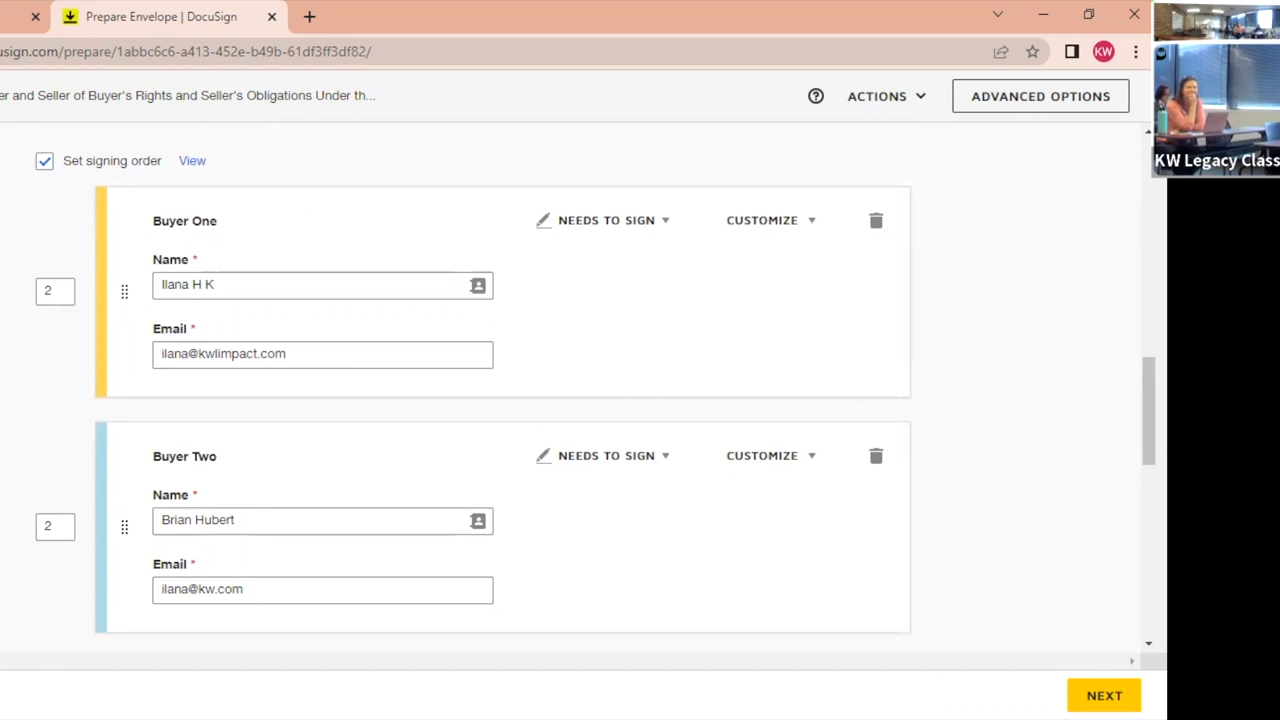 Prepare Envelope | DocuSign
usign.com/prepare/1abbc6c6-a413-452e-b49b-61df3ff3df82/
KW
er and Seller of Buyer's Rights and Seller's Obligations Under th...
ACTIONS
ADVANCED OPTIONS
KW Legacy Class
Set signing order View
Buyer One
NEEDS TO SIGN
CUSTOMIZE
Name *
2
Ilana H K
Email *
ilana@kwlimpact.com
Buyer Two
NEEDS TO SIGN
CUSTOMIZE
Name *
2
Brian Hubert
Email *
ilana@kw.com
NEXT